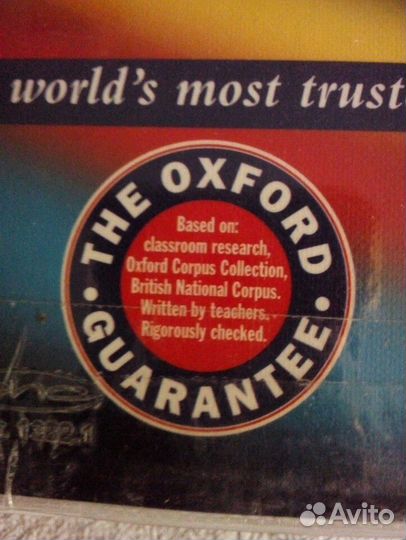 world's most trust
THE OXFORD
Based on:
classroom research,
Oxford Corpus Collection,
British National Corpus.
Written by teachers.
Rigorously checked.
• GUARANTEE •
Avito